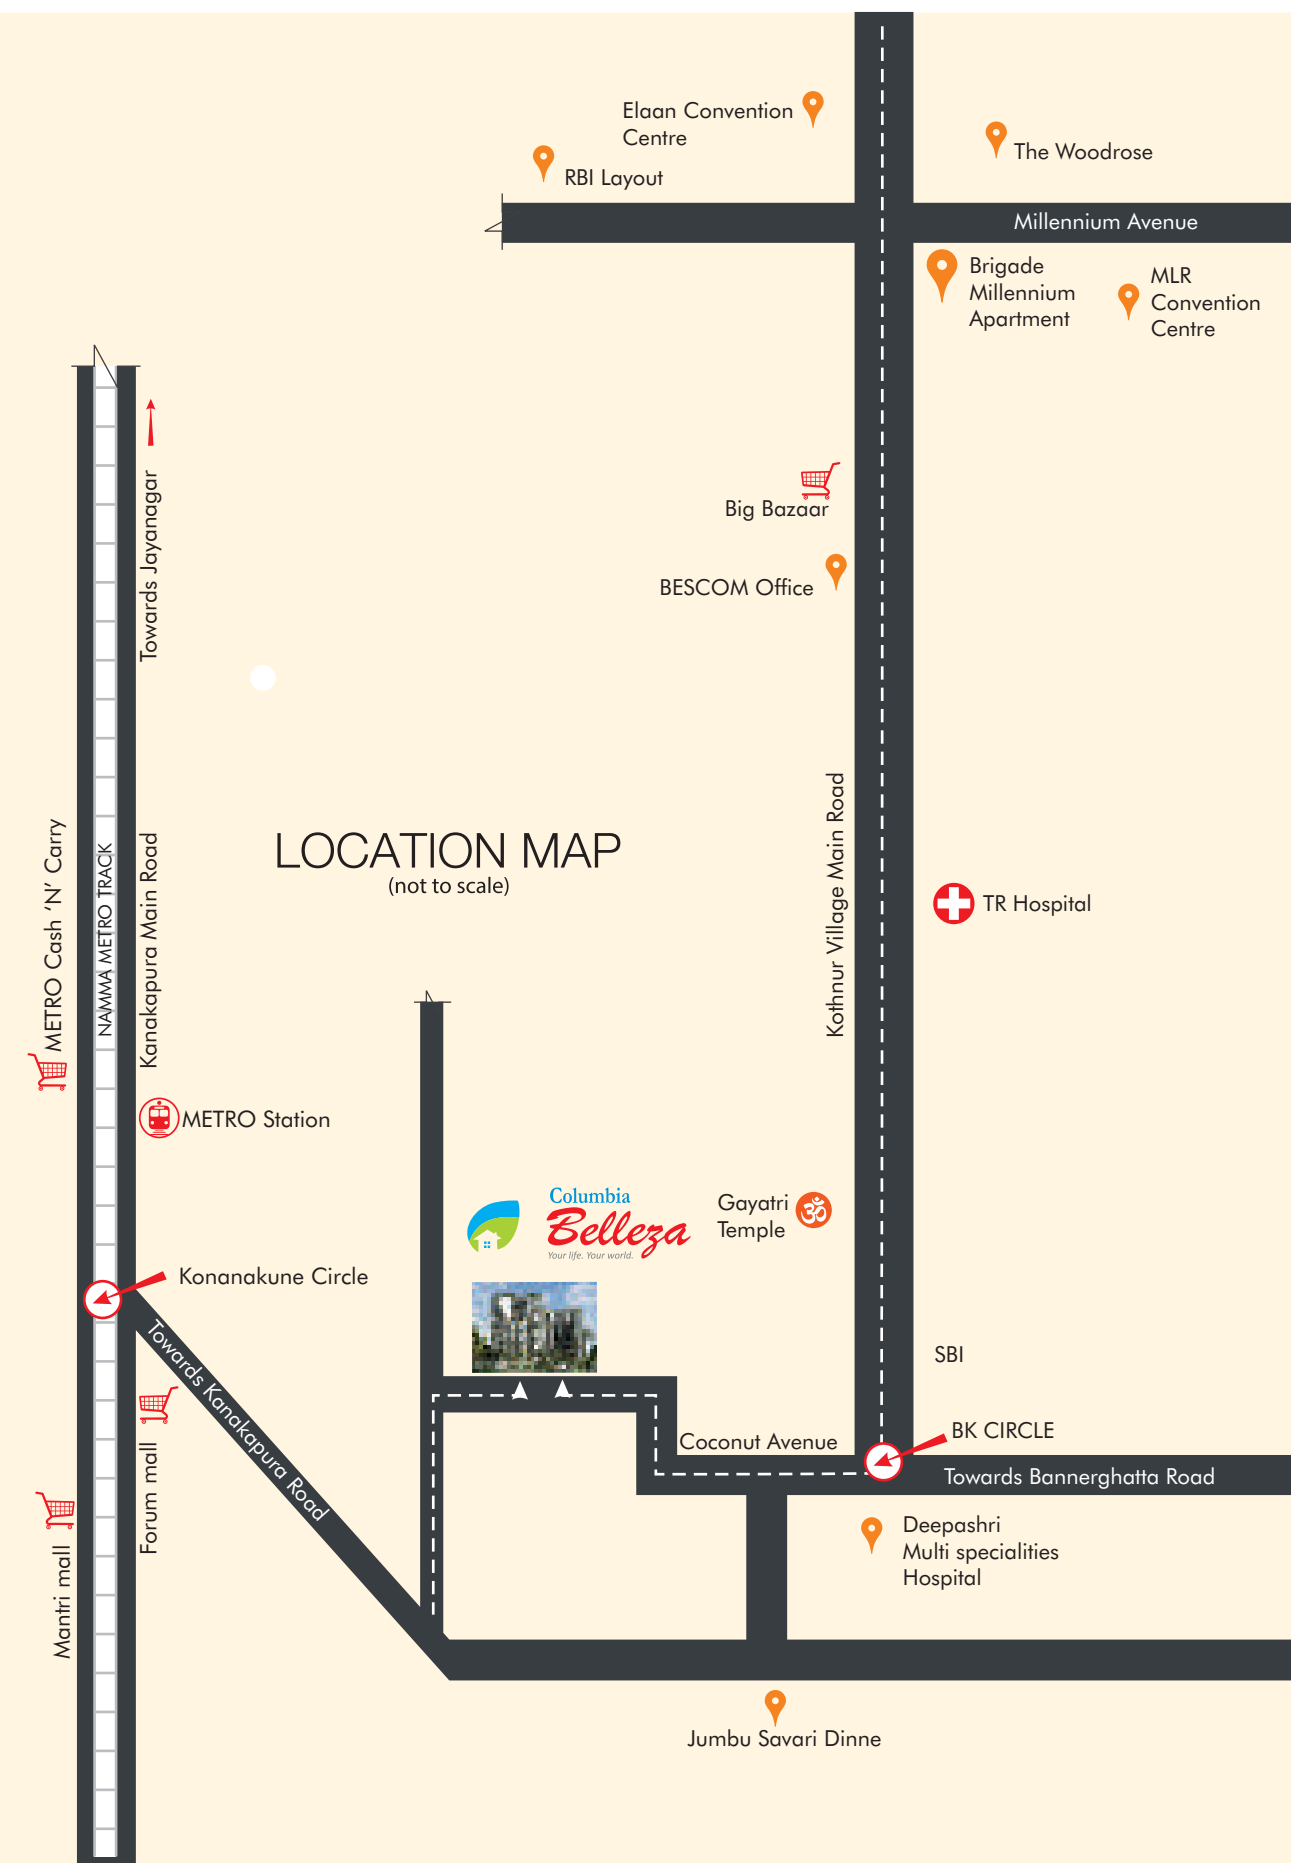 Elaan Convention
Centre
RBI Layout
The Woodrose
Millennium Avenue
Brigade
Millennium
Apartment
MLR
Convention
Centre
Towards Jayanagar
Big Bazaar
BESCOM Office
LOCATION MAP
(not to scale)
METRO Cash 'N' Carry
NAMMA METRO TRACK
Kanakapura Main Road
Kothnur Village Main Road
TR Hospital
METRO Station
Columbia
Belleza
Your life. Your world.
Gayatri
Temple
Konanakune Circle
Towards Kanakapura Road
SBI
BK CIRCLE
Coconut Avenue
Towards Bannerghatta Road
Forum mall
Mantri mall
Deepashri
Multi specialities
Hospital
Jumbu Savari Dinne